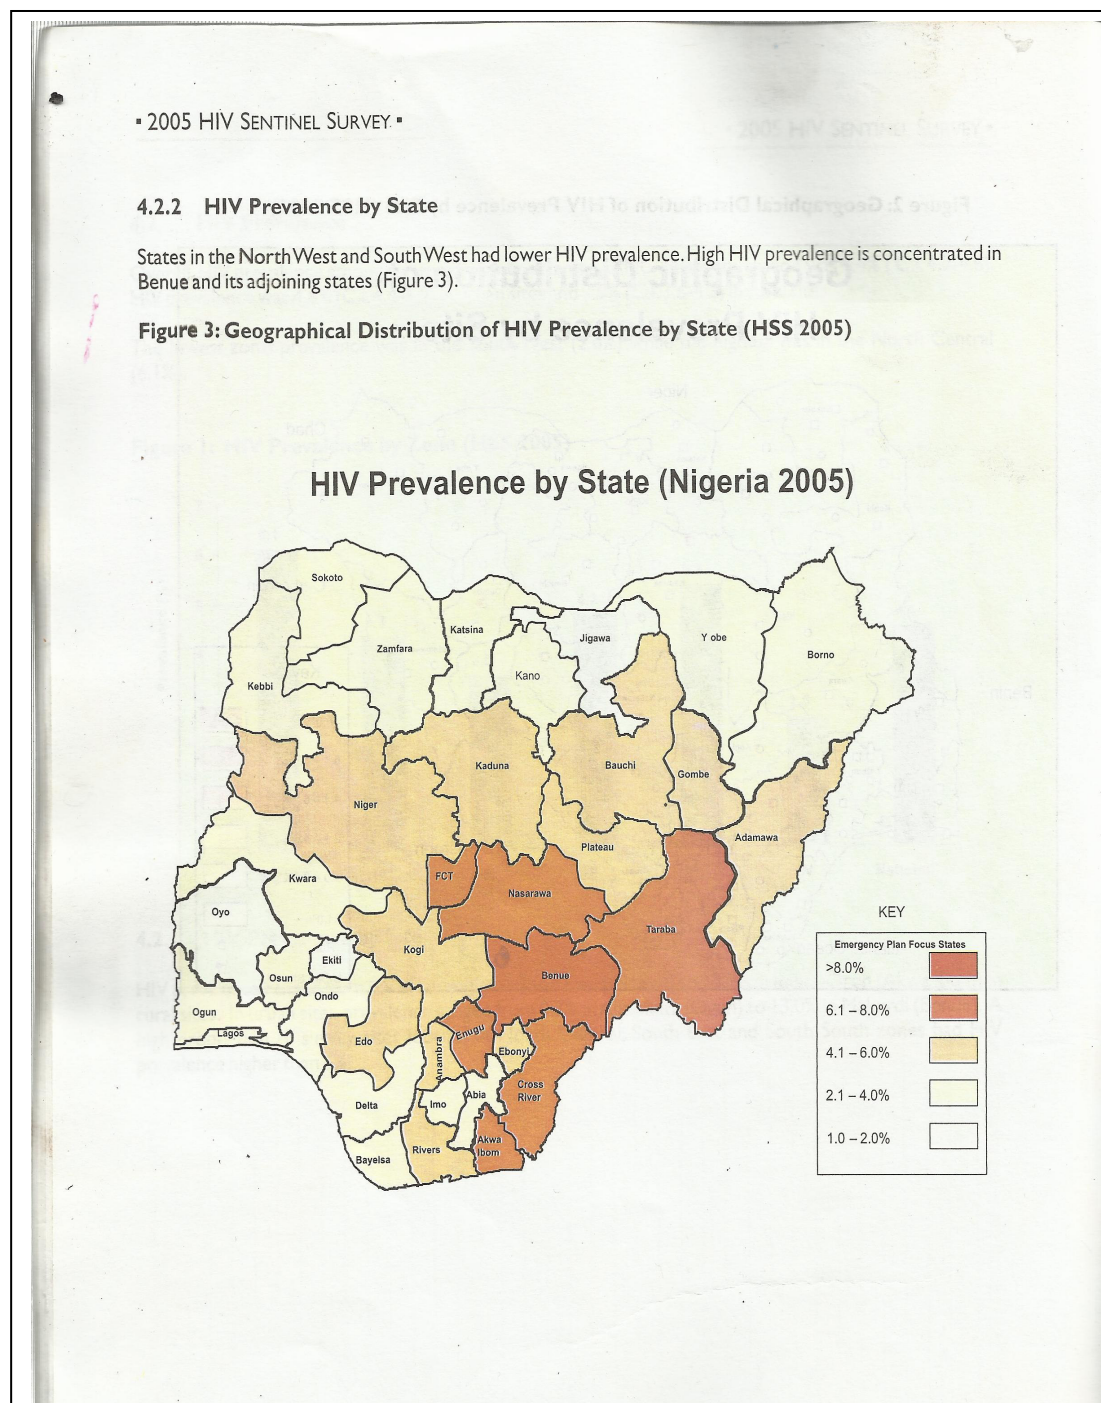 ▪ 2005 HIV SENTINEL SURVEY ▪
4.2.2 HIV Prevalence by State
States in the North West and South West had lower HIV prevalence. High HIV prevalence is concentrated in
Benue and its adjoining states (Figure 3).
Figure 3: Geographical Distribution of HIV Prevalence by State (HSS 2005)
HIV Prevalence by State (Nigeria 2005)
Sokoto
Katsina
Jigawa
Y obe
Zamfara
Borno
Kano
Kebbi
Kaduna
Bauchi
Gombe
Niger
Adamawa
Plateau
FCT
Kwara
Nasarawa
Oyo
Taraba
Kogi
Ekiti
Benue
Osun
Ondo
Ogun
Lagos
Edo
Anambra
Enugu
Ebonyi
Cross
River
Abia
Imo
Delta
Akwa
Ibom
Rivers
Bayelsa
KEY
Emergency Plan Focus States
>8.0%
6.1 – 8.0%
4.1 – 6.0%
2.1 – 4.0%
1.0 – 2.0%